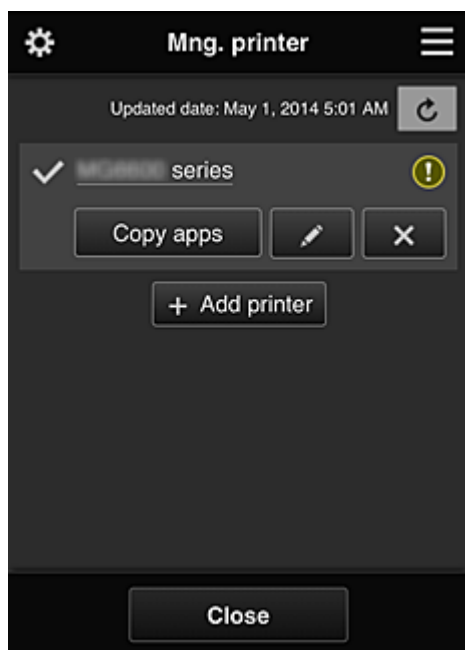 Mng. printer
Updated date: May 1, 2014 5:01 AM
series
Copy apps
+ Add printer
Close